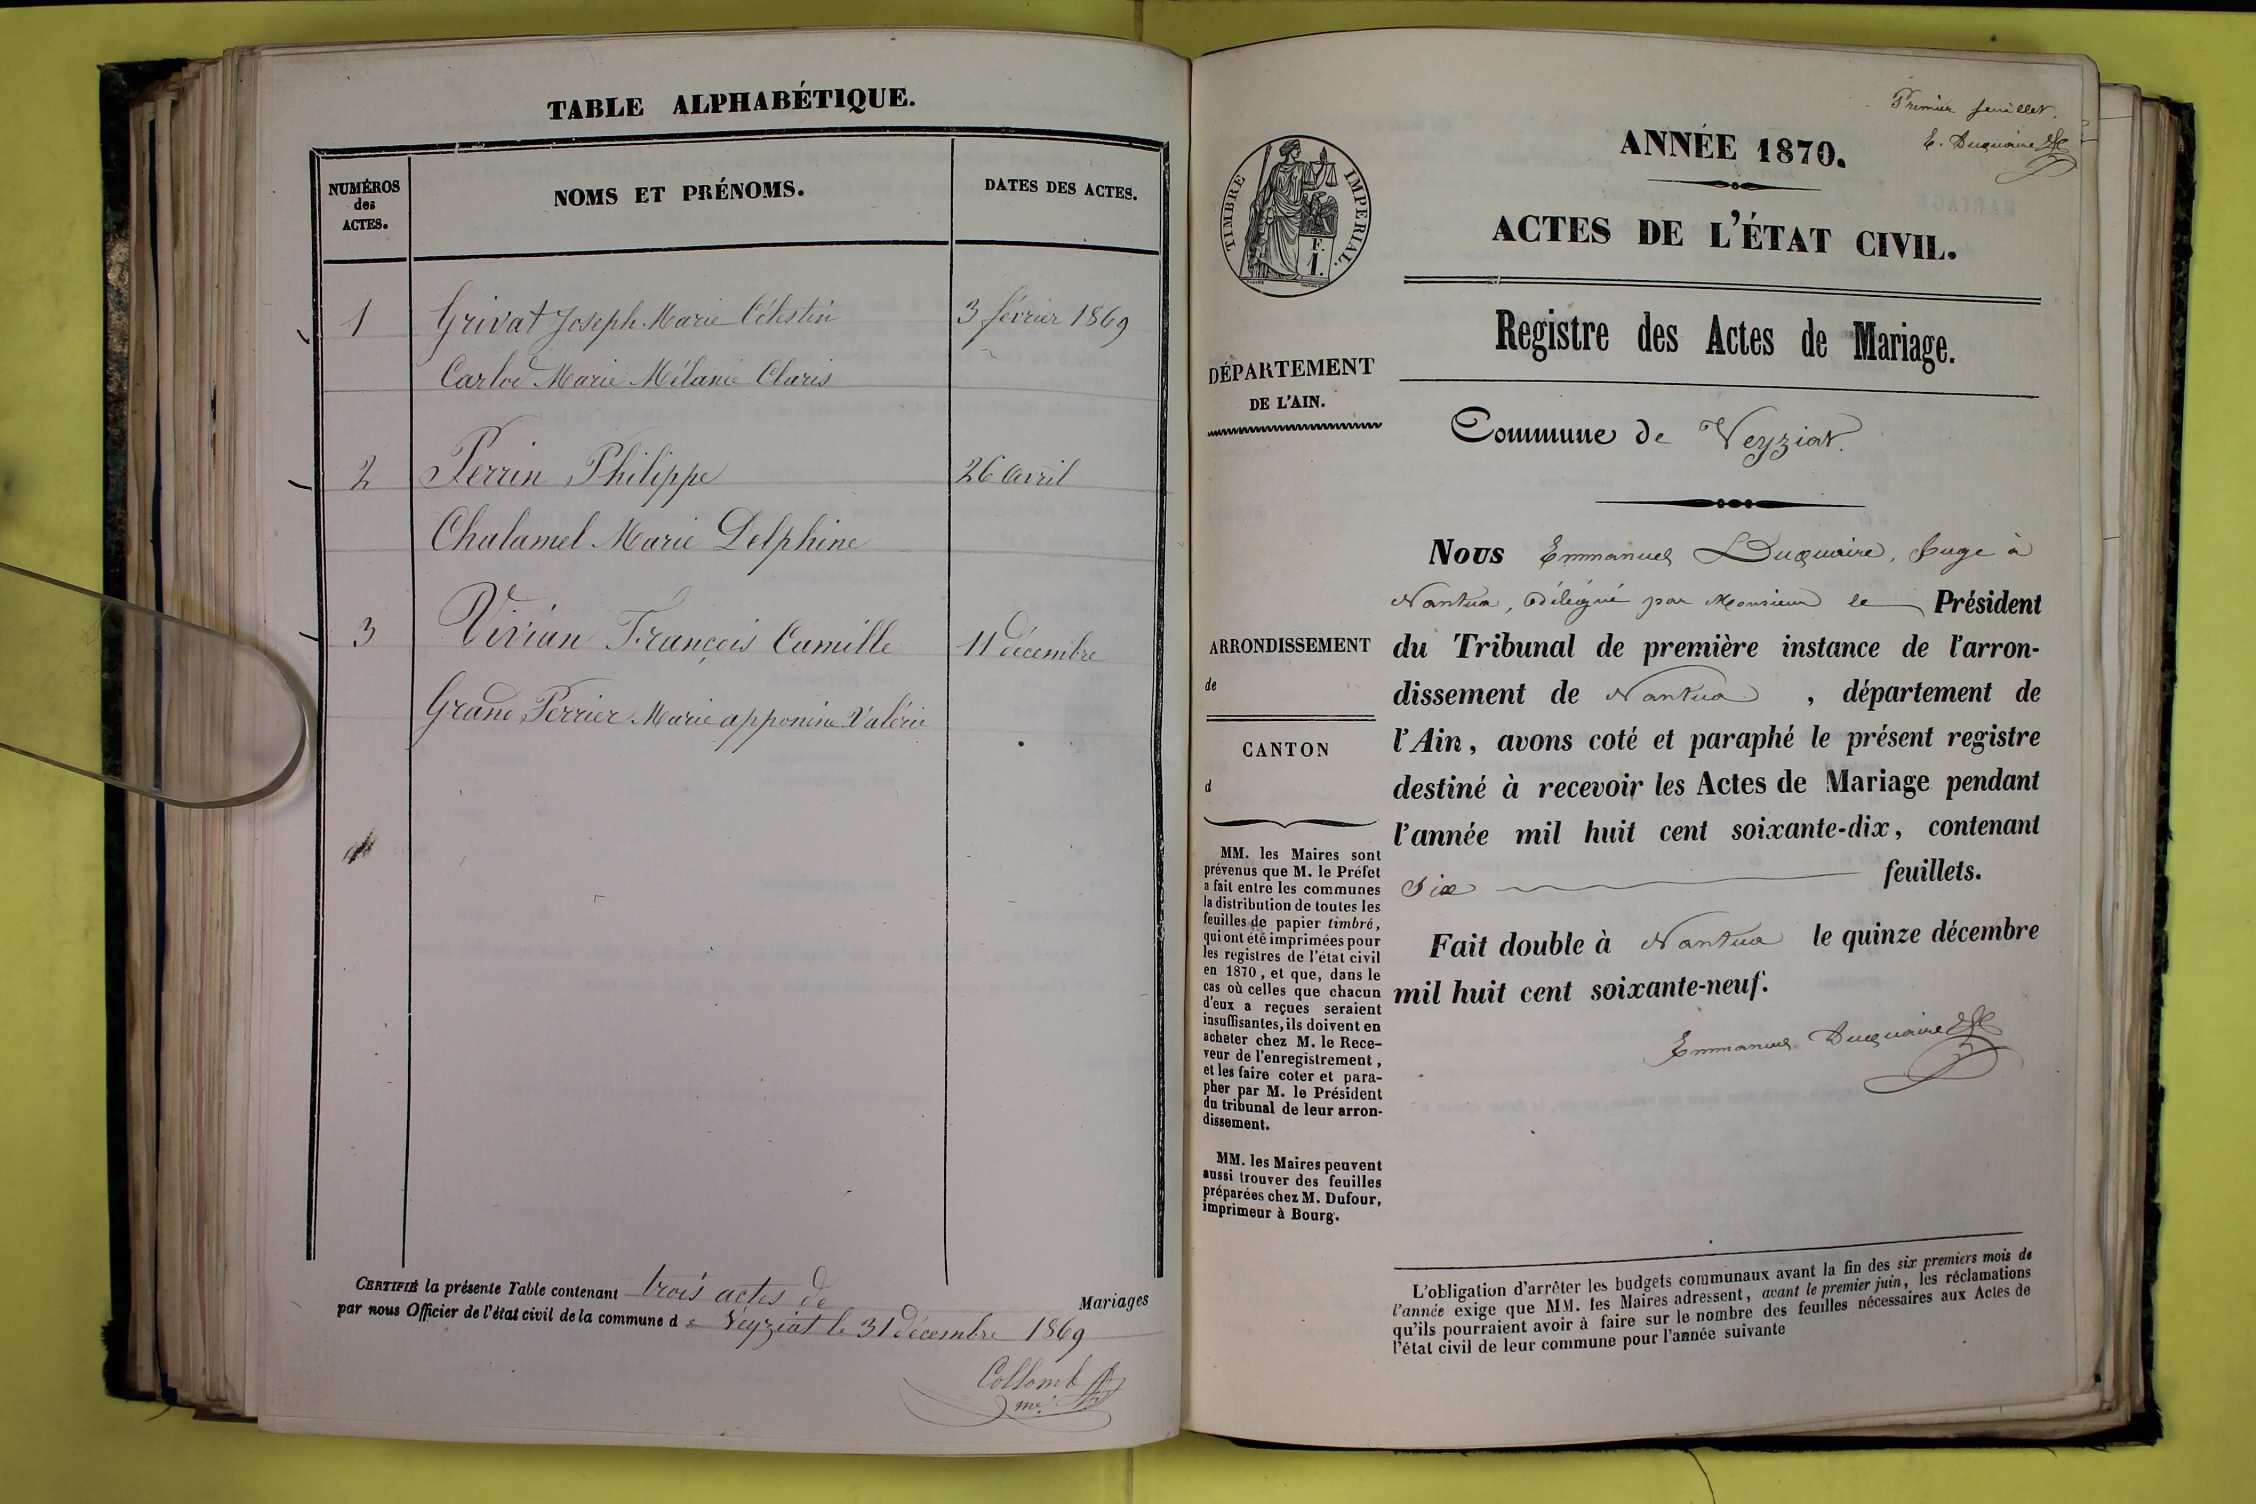 TABLE ALPHABÉTIQUE.
NUMÉROS
des
ACTES.
NOMS ET PRÉNOMS.
DATES DES ACTES.
1 Grivat Joseph Marie Célestin 3 février 1869
Carloz Marie Mélanie Claris
2 Perrin Philippe 26 avril
Chalamel Marie Delphine
3 Vivian François Camille 11 décembre
Grand Perrier Marie apponine Valérie
CERTIFIÉ la présente Table contenant trois actes de Mariages
par nous Officier de l'état civil de la commune d e Veyziat le 31 décembre 1869
Collomb
me
Premier feuillet.
E. Duquaire
ANNÉE 1870.
ACTES DE L'ÉTAT CIVIL.
TIMBRE IMPERIAL.
F.
1.
Registre des Actes de Mariage.
DÉPARTEMENT
DE L'AIN.
Commune de Veyziat.
ARRONDISSEMENT
de
CANTON
d
MM. les Maires sont
prévenus que M. le Préfet
a fait entre les communes
la distribution de toutes les
feuilles de papier timbré,
qui ont été imprimées pour
les registres de l'état civil
en 1870, et que, dans le
cas où celles que chacun
d'eux a reçues seraient
insuffisantes, ils doivent en
acheter chez M. le Rece-
veur de l'enregistrement,
et les faire coter et para-
pher par M. le Président
du tribunal de leur arron-
dissement.
MM. les Maires peuvent
aussi trouver des feuilles
préparées chez M. Dufour,
imprimeur à Bourg.
Nous Emmanuel Duquaire, Juge à
Nantua, délégué par Monsieur le Président
du Tribunal de première instance de l'arron-
dissement de Nantua, département de
l'Ain, avons coté et paraphé le présent registre
destiné à recevoir les Actes de Mariage pendant
l'année mil huit cent soixante-dix, contenant
Six feuillets.
Fait double à Nantua le quinze décembre
mil huit cent soixante-neuf.
Emmanuel Duquaire
L'obligation d'arrêter les budgets communaux avant la fin des six premiers mois de
l'année exige que MM. les Maires adressent, avant le premier juin, les réclamations
qu'ils pourraient avoir à faire sur le nombre des feuilles nécessaires aux Actes de
l'état civil de leur commune pour l'année suivante